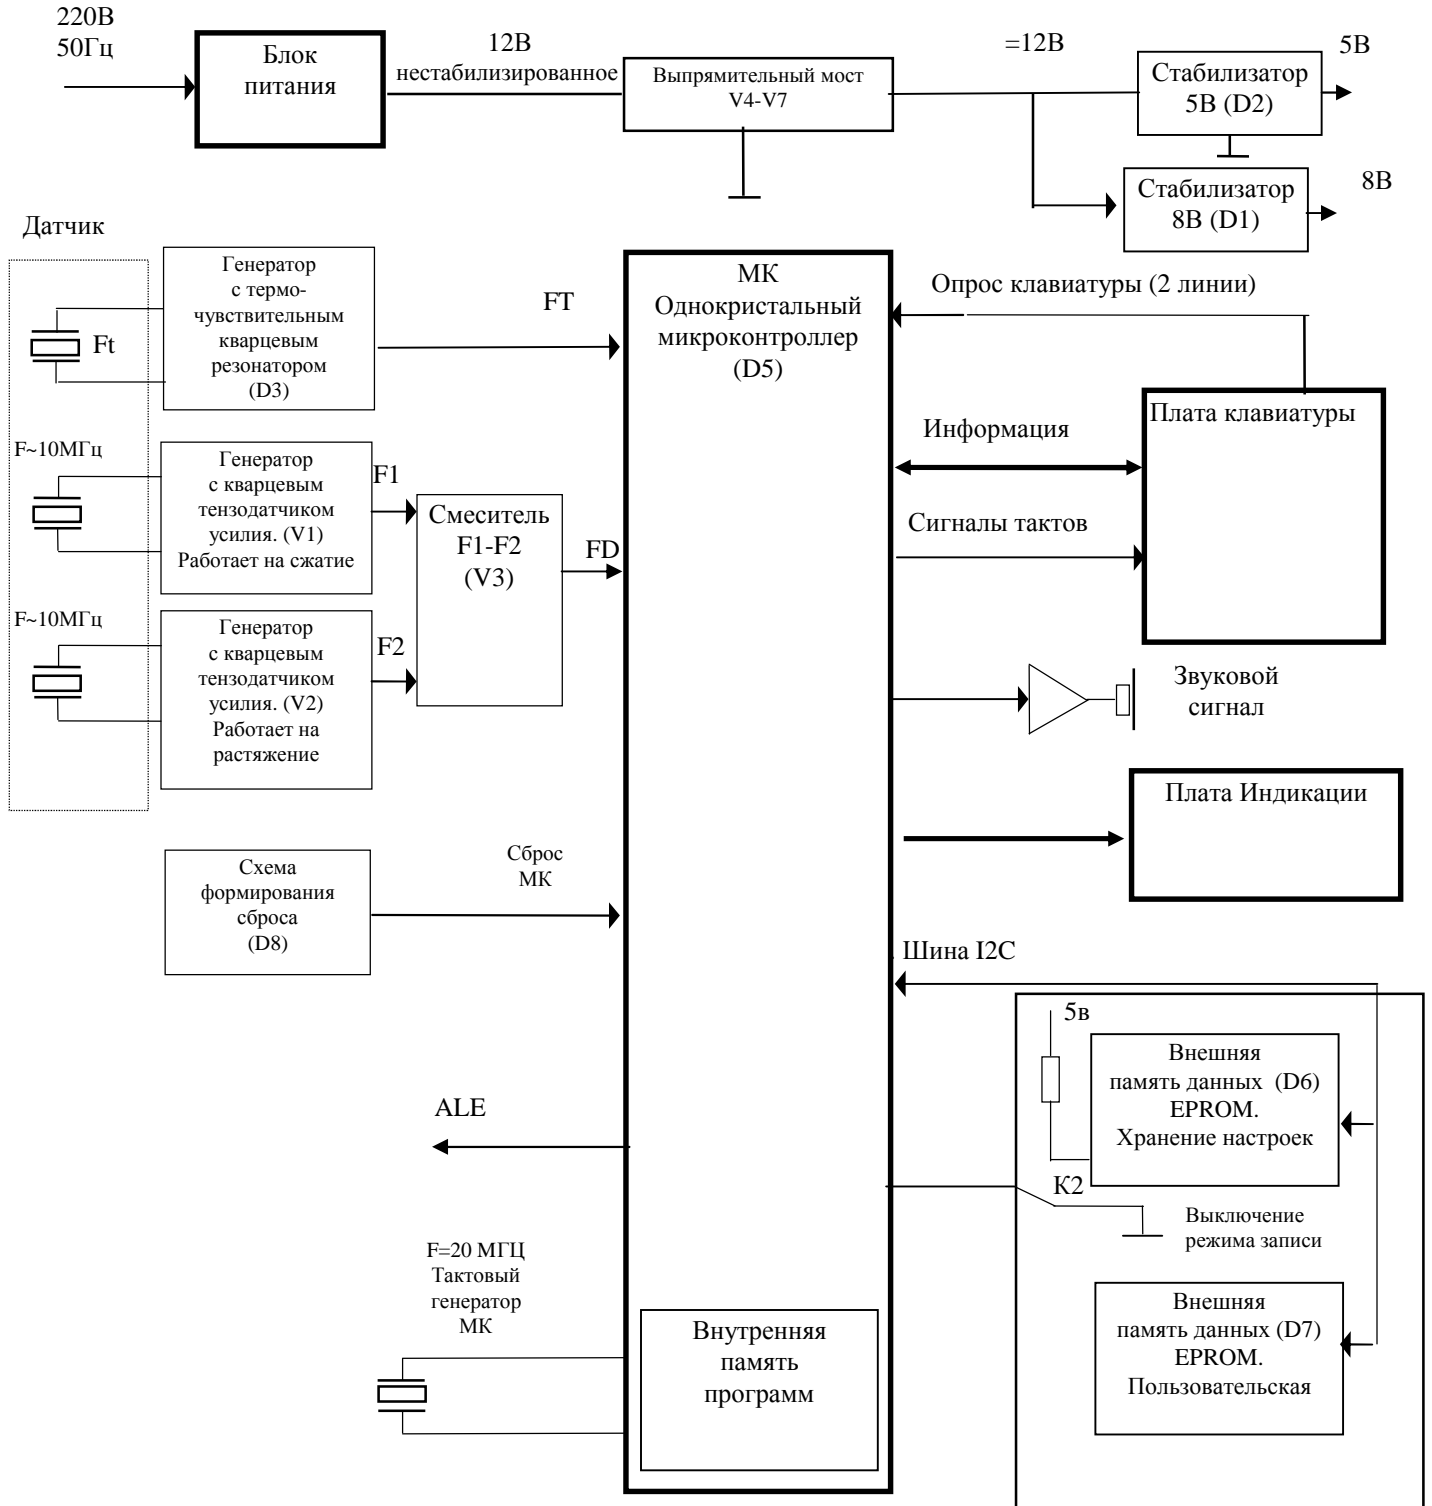 220В
50Гц
Блок
питания
12В
нестабилизированное
Выпрямительный мост
V4-V7
=12В
Стабилизатор
5В (D2)
5В
Стабилизатор
8В (D1)
8В
Датчик
Генератор
с термо-
чувствительным
кварцевым
резонатором
(D3)
Ft
FT
МК
Однокристальный
микроконтроллер
(D5)
Опрос клавиатуры (2 линии)
Плата клавиатуры
Информация
Сигналы тактов
F~10МГц
Генератор
с кварцевым
тензодатчиком
усилия. (V1)
Работает на сжатие
F1
Смеситель
F1-F2
(V3)
FD
F~10МГц
Генератор
с кварцевым
тензодатчиком
усилия. (V2)
Работает на
растяжение
F2
Звуковой
сигнал
Плата Индикации
Схема
формирования
сброса
(D8)
Сброс
МК
Шина I2C
5в
Внешняя
память данных (D6)
EPROM.
Хранение настроек
ALE
К2
Выключение
режима записи
F=20 МГЦ
Тактовый
генератор
МК
Внутренняя
память
программ
Внешняя
память данных (D7)
EPROM.
Пользовательская